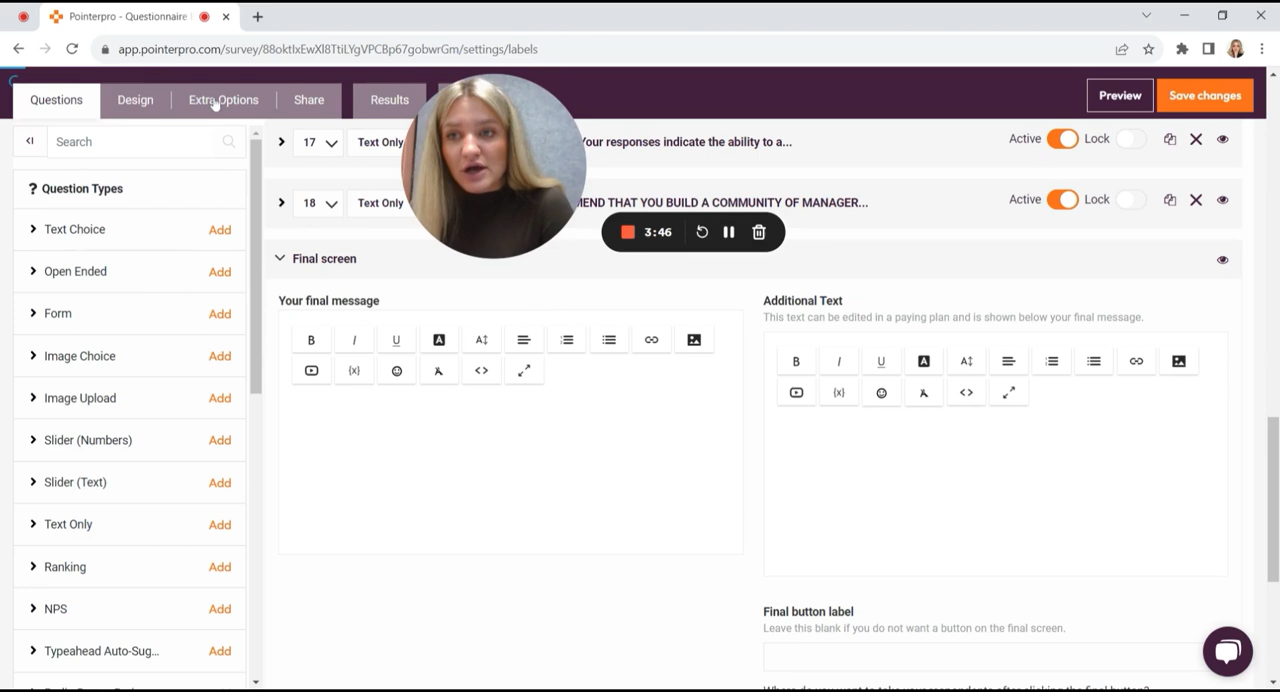 Pointerpro - Questionnaire
app.pointerpro.com/survey/88oktlxEwXl8TtiLYgVPCBp67gobwrGm/settings/labels
Questions
Design
Extra Options
Share
Results
Preview
Save changes
Search
17
Text Only
Your responses indicate the ability to a...
Active
Lock
? Question Types
18
Text Only
MEND THAT YOU BUILD A COMMUNITY OF MANAGER...
Active
Lock
Text Choice
Add
3:46
Final screen
Open Ended
Add
Your final message
Additional Text
This text can be edited in a paying plan and is shown below your final message.
Form
Add
Image Choice
Add
Image Upload
Add
Slider (Numbers)
Add
Slider (Text)
Add
Text Only
Add
Ranking
Add
NPS
Add
Final button label
Leave this blank if you do not want a button on the final screen.
Typeahead Auto-Sug...
Add